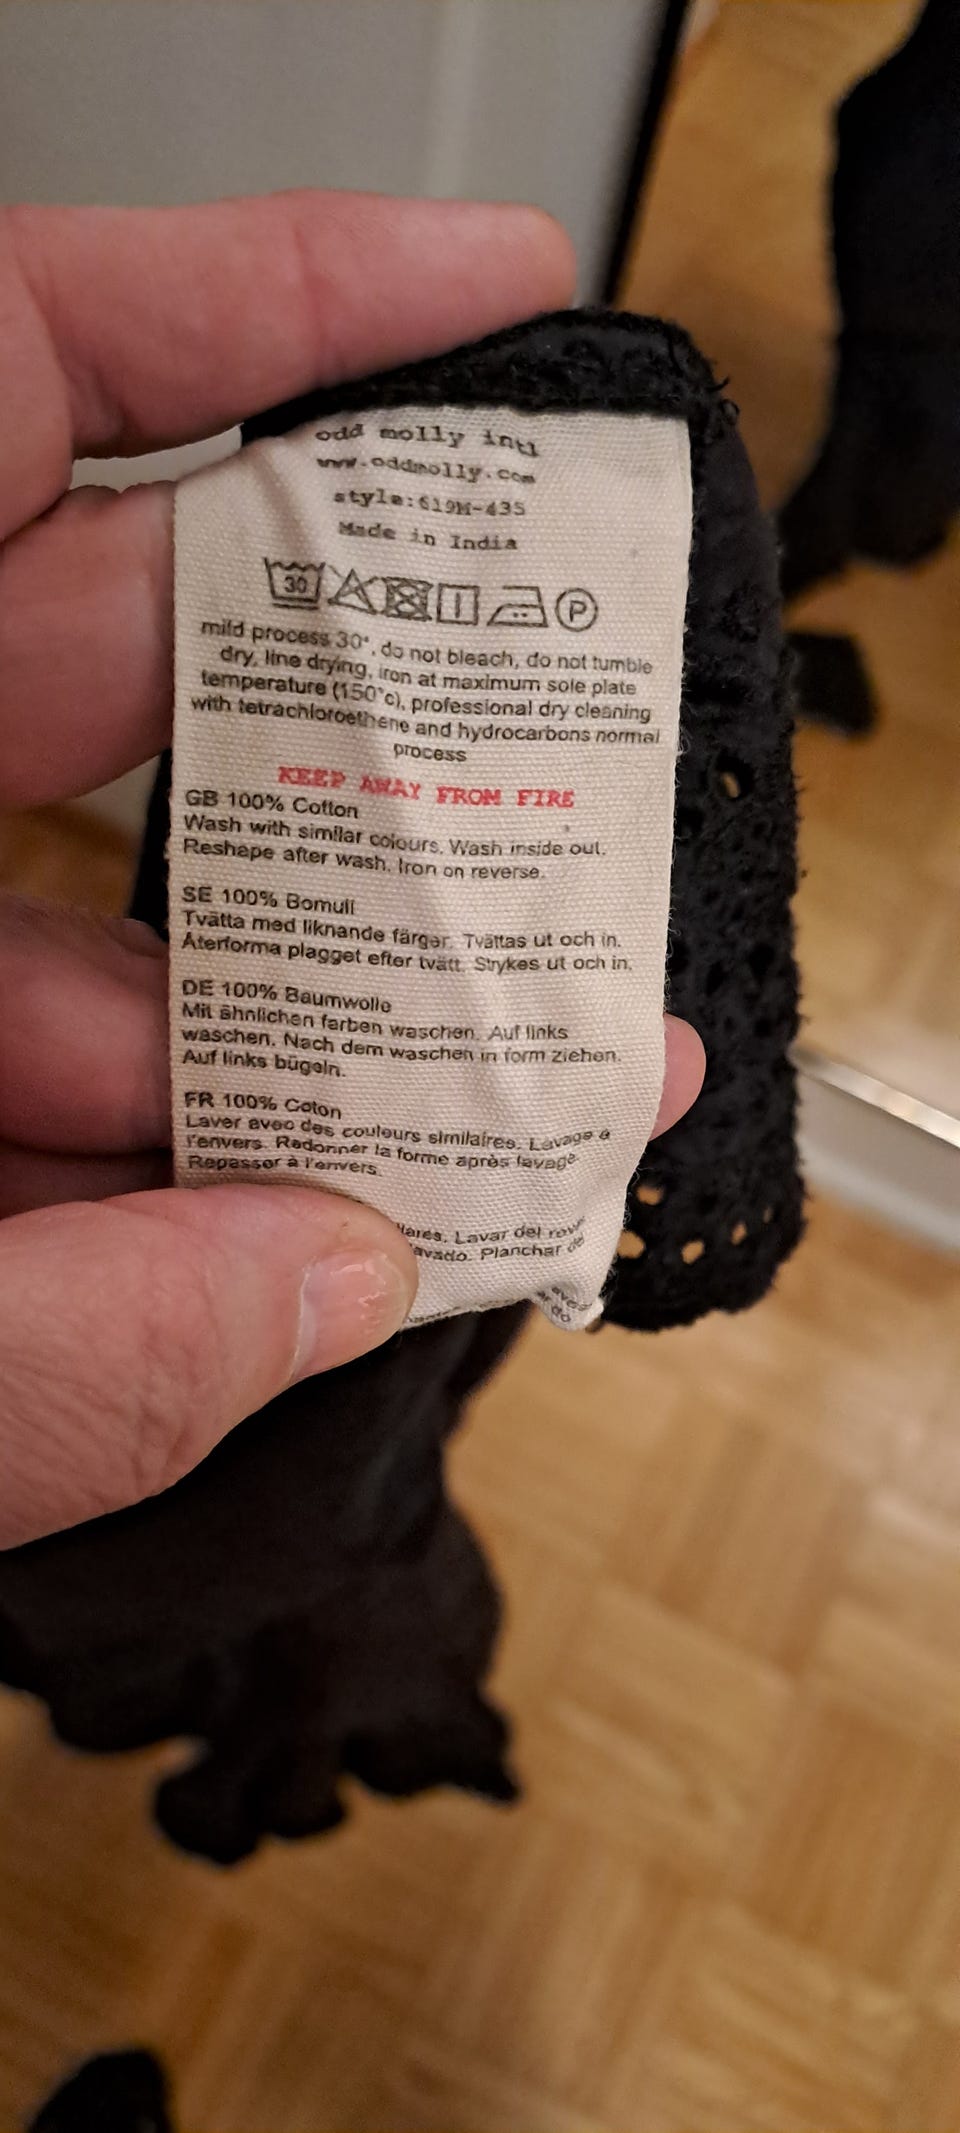 odd molly intl
www.oddmolly.com
style:619M-435
Made in India
30 P
mild process 30°, do not bleach, do not tumble
dry, line drying, iron at maximum sole plate
temperature (150°c), professional dry cleaning
with tetrachloroethene and hydrocarbons normal
process
KEEP AWAY FROM FIRE
GB 100% Cotton
Wash with similar colours. Wash inside out.
Reshape after wash. Iron on reverse.
SE 100% Bomull
Tvätta med liknande färger. Tvättas ut och in.
Återforma plagget efter tvätt. Strykes ut och in.
DE 100% Baumwolle
Mit ähnlichen farben waschen. Auf links
waschen. Nach dem waschen in form ziehen.
Auf links bügeln.
FR 100% Coton
Laver avec des couleurs similaires. Lavage à
l'envers. Redonner la forme après lavage.
Repasser à l'envers.
Lavar del
Planchar